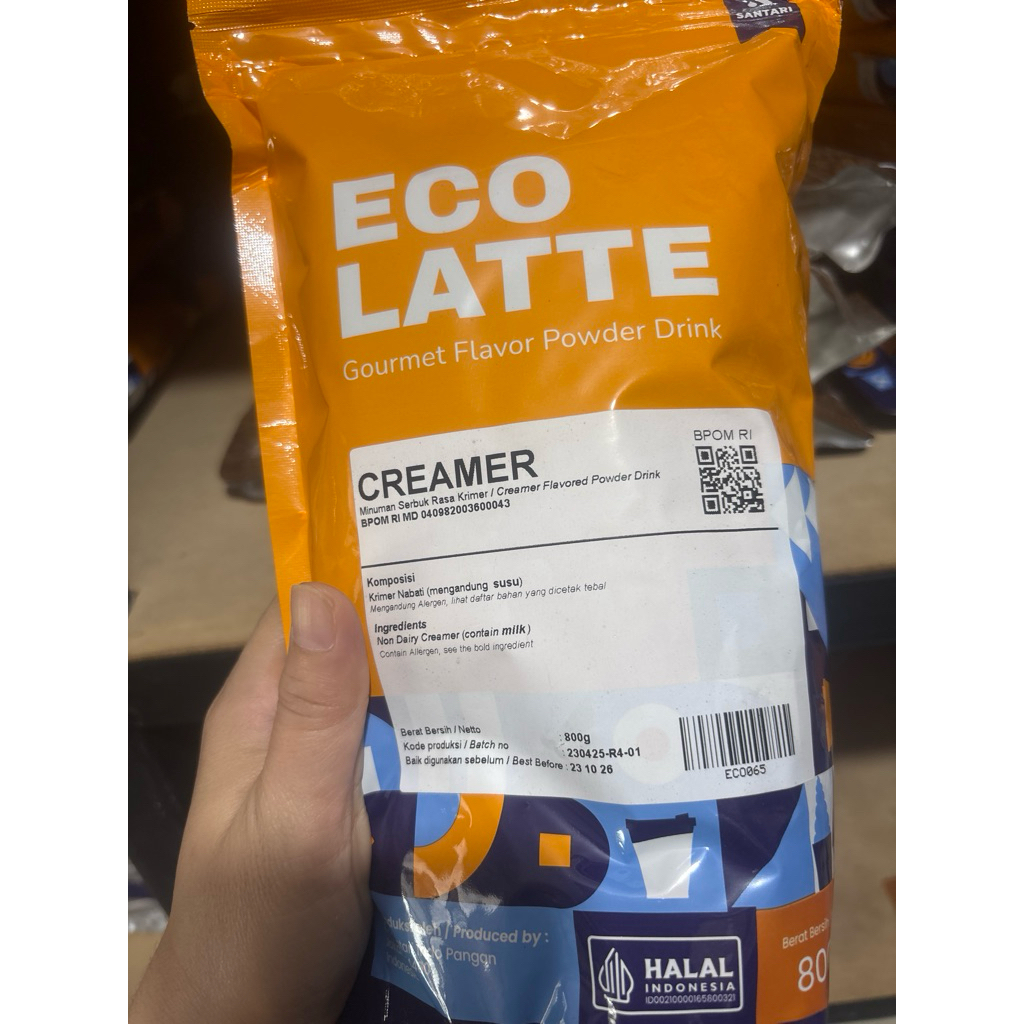 SANTARI
ECO
LATTE
Gourmet Flavor Powder Drink
BPOM RI
CREAMER
Minuman Serbuk Rasa Krimer / Creamer Flavored Powder Drink
BPOM RI MD 040982003600043
Komposisi
Krimer Nabati (mengandung susu)
Mengandung Alergen, lihat daftar bahan yang dicetak tebal
Ingredients
Non Dairy Creamer (contain milk)
Contain Allergen, see the bold ingredient
Berat Bersih / Netto : 800g
Kode produksi / Batch no : 230425-R4-01
Baik digunakan sebelum / Best Before : 23 10 26
ECO065
/ Produced by :
Pangan
HALAL
INDONESIA
ID00210000165800321
Berat Bersih
80